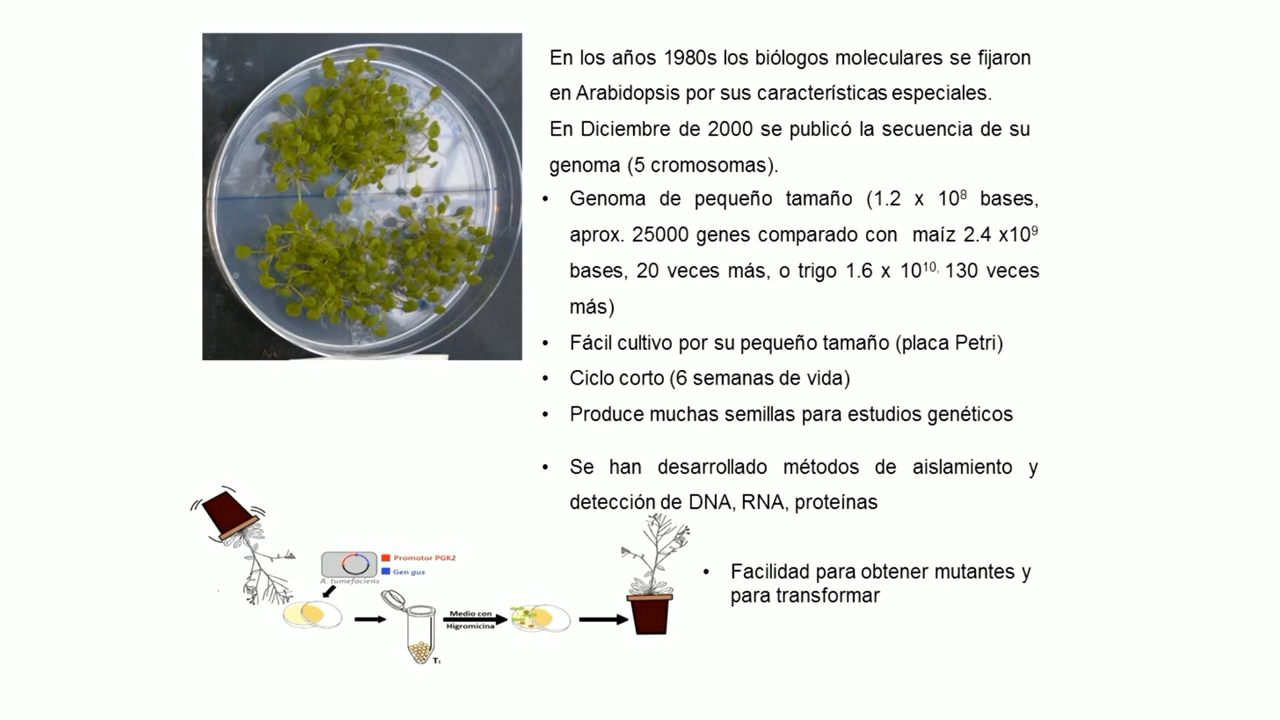 En los años 1980s los biólogos moleculares se fijaron
en Arabidopsis por sus características especiales.
En Diciembre de 2000 se publicó la secuencia de su
genoma (5 cromosomas).
• Genoma de pequeño tamaño (1.2 x 10⁸ bases,
aprox. 25000 genes comparado con maíz 2.4 x10⁹
bases, 20 veces más, o trigo 1.6 x 10¹⁰, 130 veces
más)
• Fácil cultivo por su pequeño tamaño (placa Petri)
• Ciclo corto (6 semanas de vida)
• Produce muchas semillas para estudios genéticos
• Se han desarrollado métodos de aislamiento y
detección de DNA, RNA, proteínas
Promotor PGX2
Gen gus
A. tumefaciens
Medio con
Higromicina
T₁
• Facilidad para obtener mutantes y
para transformar